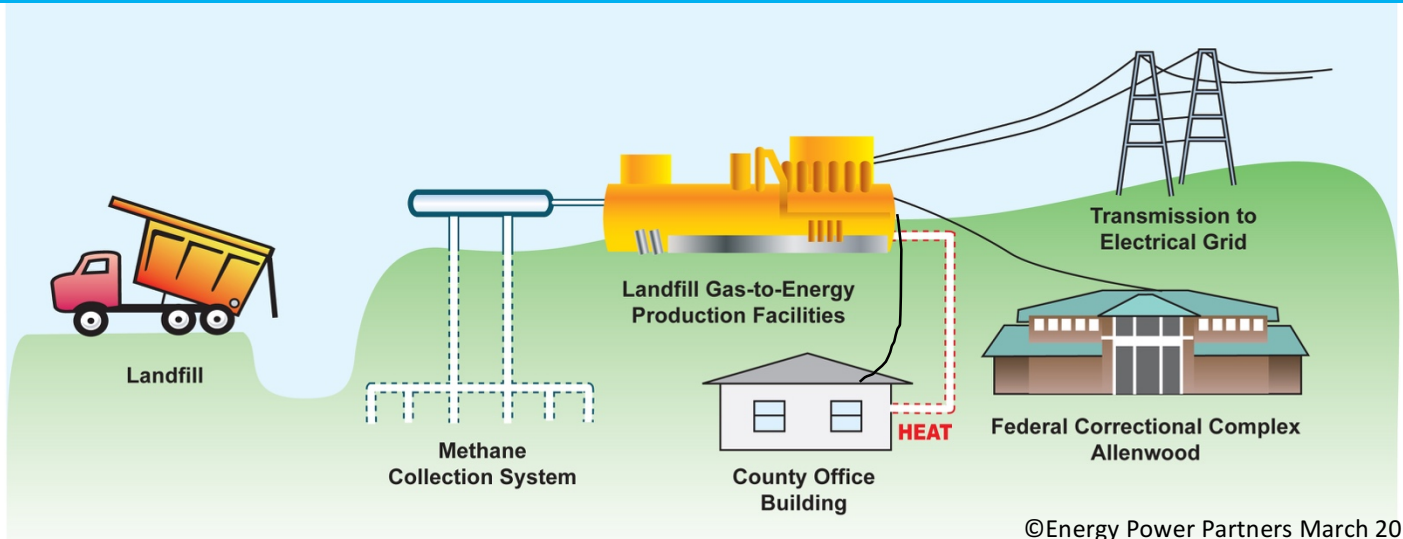 Transmission to
Electrical Grid
Landfill Gas-to-Energy
Production Facilities
Landfill
HEAT
Federal Correctional Complex
Allenwood
Methane
Collection System
County Office
Building
©Energy Power Partners March 20